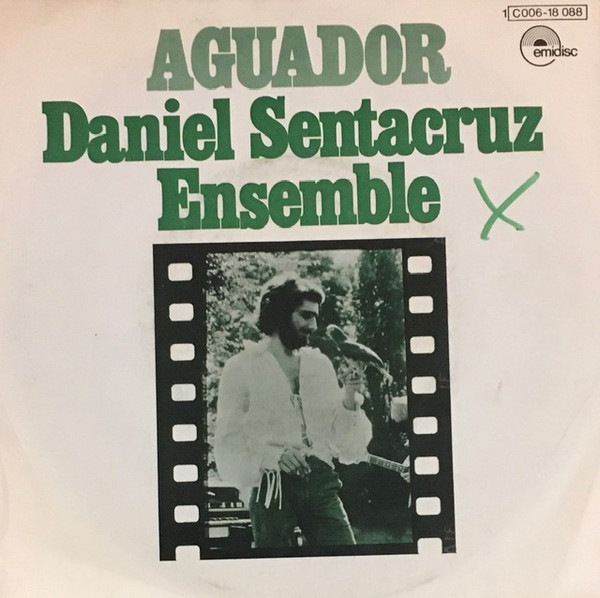 1 C006-18 088
emidisc
AGUADOR
Daniel Sentacruz
Ensemble
X